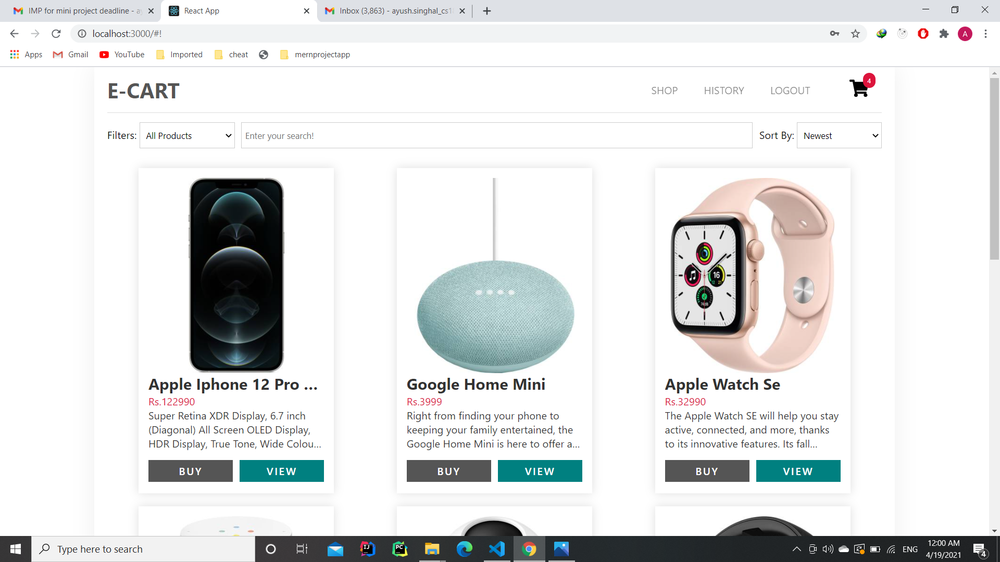 IMP for mini project deadline - ay
React App
Inbox (3,863) - ayush.singhal_cs18
localhost:3000/#!
A
Apps
Gmail
YouTube
Imported
cheat
mernprojectapp
E-CART
SHOP
HISTORY
LOGOUT
4
Filters:
All Products
Enter your search!
Sort By:
Newest
16
Apple Iphone 12 Pro ...
Rs.122990
Super Retina XDR Display, 6.7 inch
(Diagonal) All Screen OLED Display,
HDR Display, True Tone, Wide Colou...
BUY
VIEW
Google Home Mini
Rs.3999
Right from finding your phone to
keeping your family entertained, the
Google Home Mini is here to offer a...
BUY
VIEW
Apple Watch Se
Rs.32990
The Apple Watch SE will help you stay
active, connected, and more, thanks
to its innovative features. Its fall...
BUY
VIEW
Type here to search
IJ
PC
ENG
12:00 AM
4/19/2021
4